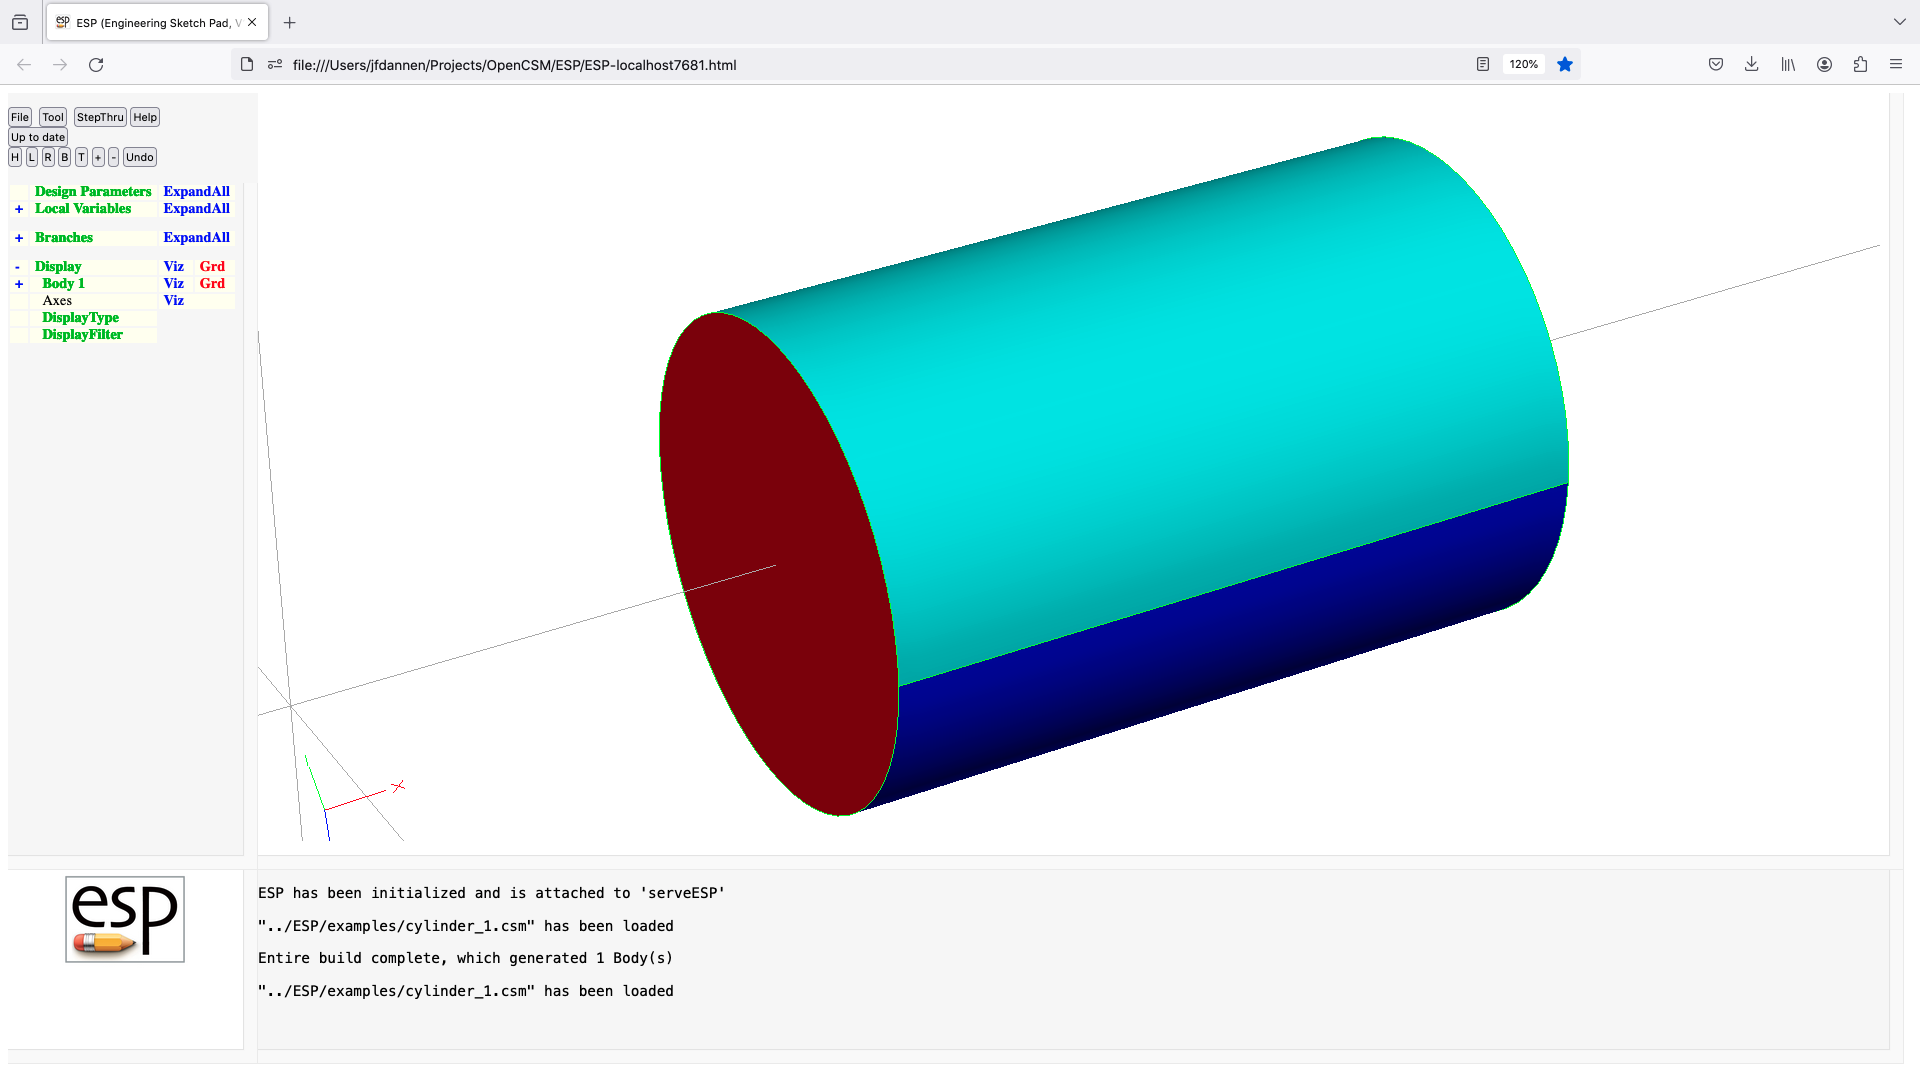 ESP (Engineering Sketch Pad, V
file:///Users/jfdannen/Projects/OpenCSM/ESP/ESP-localhost7681.html
120%
File Tool StepThru Help
Up to date
H L R B T + - Undo
Design Parameters ExpandAll
+ Local Variables ExpandAll
+ Branches ExpandAll
- Display Viz Grd
+ Body 1 Viz Grd
Axes Viz
DisplayType
DisplayFilter
X
esp
ESP has been initialized and is attached to 'serveESP'
"../ESP/examples/cylinder_1.csm" has been loaded
Entire build complete, which generated 1 Body(s)
"../ESP/examples/cylinder_1.csm" has been loaded